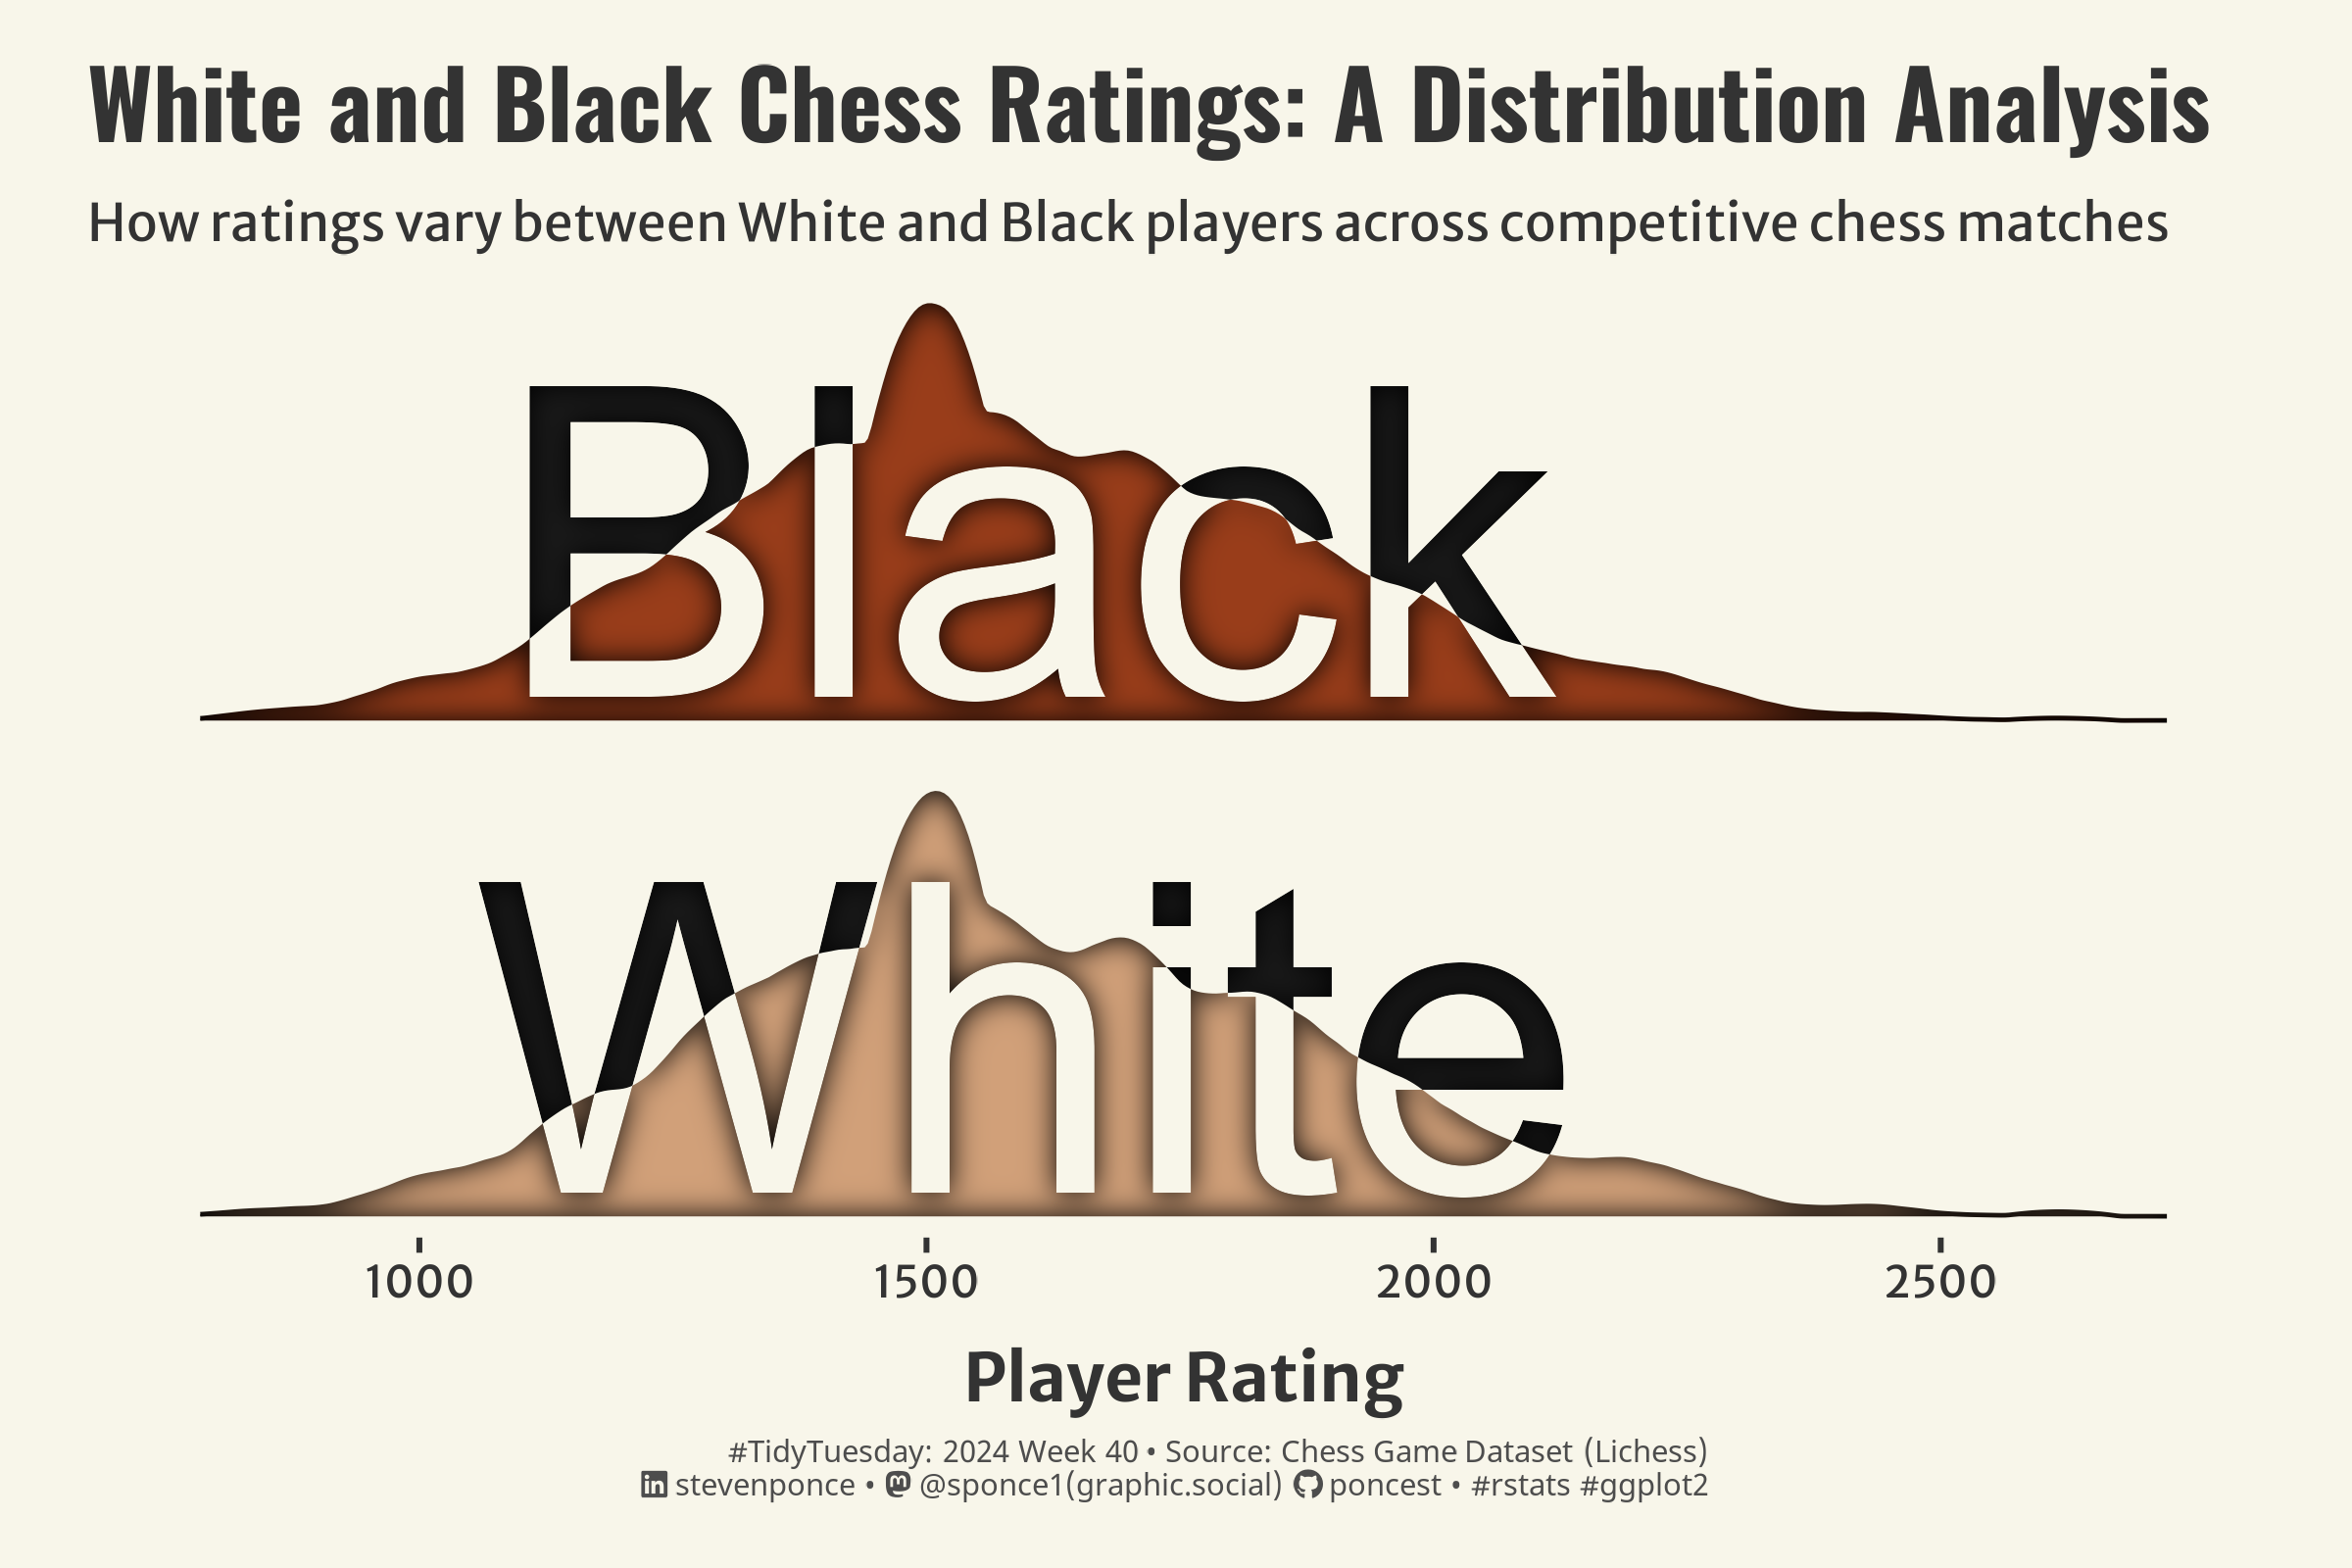 White and Black Chess Ratings: A Distribution Analysis
How ratings vary between White and Black players across competitive chess matches
Black
White
1000 1500 2000 2500
Player Rating
#TidyTuesday: 2024 Week 40 • Source: Chess Game Dataset (Lichess)
stevenponce • @sponce1(graphic.social) poncest • #rstats #ggplot2